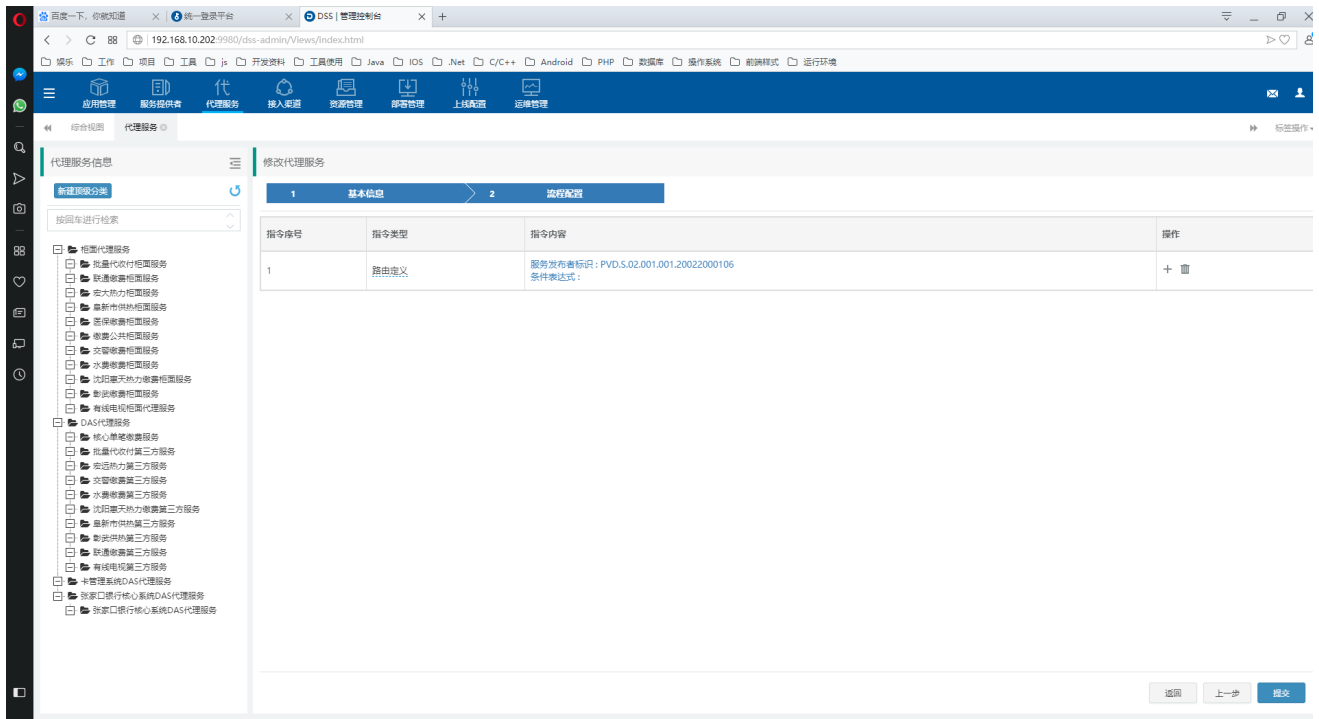 百度一下，你就知道
统一登录平台
DSS | 管理控制台
192.168.10.202:9980/dss-admin/Views/index.html
娱乐 工作 项目 工具 js 开发资料 工具使用 Java IOS .Net C/C++ Android PHP 数据库 操作系统 前端样式 运行环境
应用管理 服务提供者 代理服务 接入渠道 资源管理 部署管理 上线配置 运维管理
代
综合视图 代理服务 标签操作
代理服务信息
新建顶级分类
按回车进行检索
柜面代理服务
批量代收付柜面服务
联通缴费柜面服务
宏大热力柜面服务
阜新市供热柜面服务
医保缴费柜面服务
缴费公共柜面服务
交警缴费柜面服务
水费缴费柜面服务
沈阳惠天热力缴费柜面服务
彰武缴费柜面服务
有线电视柜面代理服务
DAS代理服务
核心单笔缴费服务
批量代收付第三方服务
宏远热力第三方服务
交警缴费第三方服务
水费缴费第三方服务
沈阳惠天热力缴费第三方服务
阜新市供热第三方服务
彰武供热第三方服务
联通缴费第三方服务
有线电视第三方服务
卡管理系统DAS代理服务
张家口银行核心系统DAS代理服务
张家口银行核心系统DAS代理服务
修改代理服务
1 基本信息 2 流程配置
指令序号 指令类型 指令内容 操作
1 路由定义 服务发布者标识 : PVD.S.02.001.001.20022000106
条件表达式 :
返回 上一步 提交